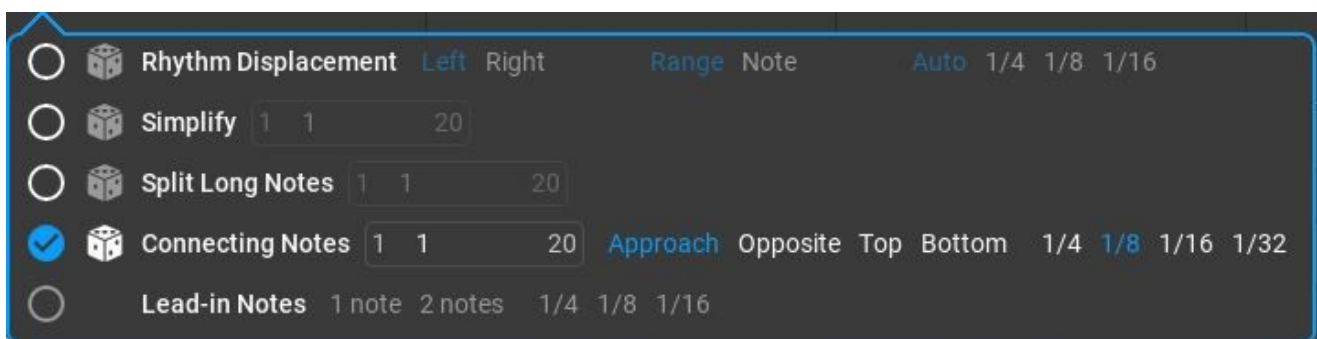 Rhythm Displacement Left Right Range Note Auto 1/4 1/8 1/16
Simplify 1 1 20
Split Long Notes 1 1 20
Connecting Notes 1 1 20 Approach Opposite Top Bottom 1/4 1/8 1/16 1/32
Lead-in Notes 1 note 2 notes 1/4 1/8 1/16